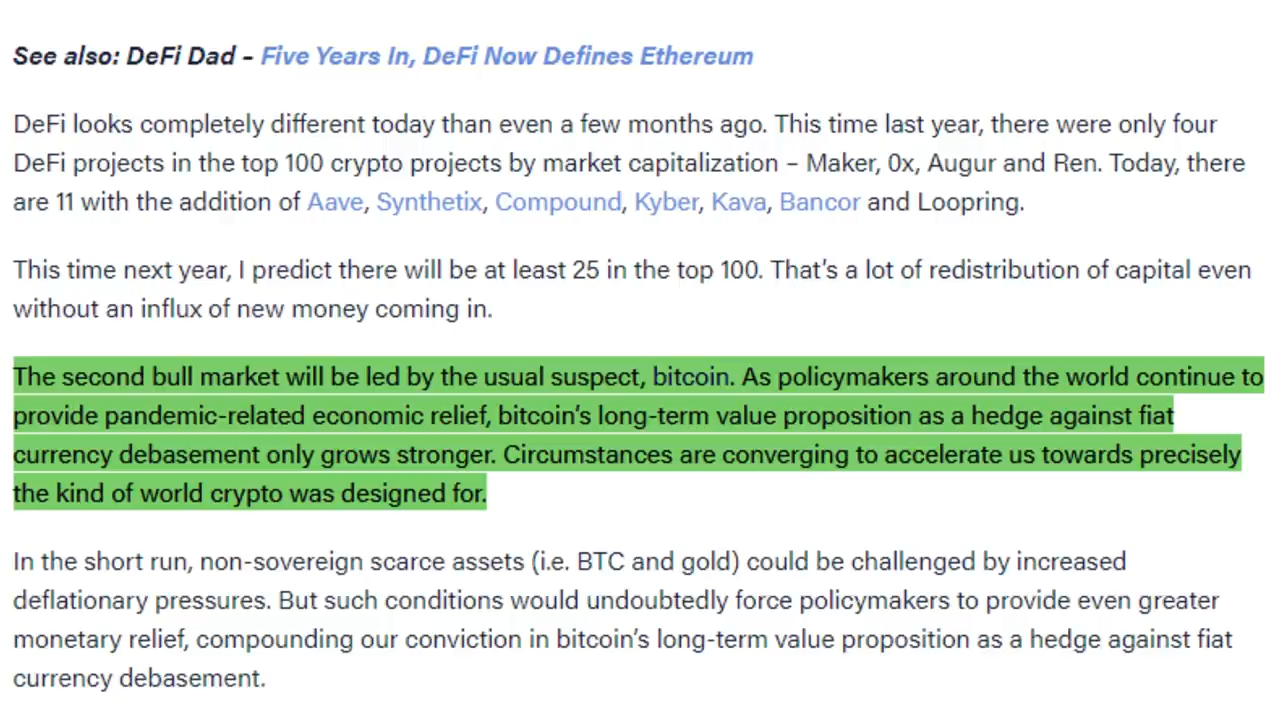 See also: DeFi Dad – Five Years In, DeFi Now Defines Ethereum
DeFi looks completely different today than even a few months ago. This time last year, there were only four
DeFi projects in the top 100 crypto projects by market capitalization – Maker, 0x, Augur and Ren. Today, there
are 11 with the addition of Aave, Synthetix, Compound, Kyber, Kava, Bancor and Loopring.
This time next year, I predict there will be at least 25 in the top 100. That's a lot of redistribution of capital even
without an influx of new money coming in.
The second bull market will be led by the usual suspect, bitcoin. As policymakers around the world continue to
provide pandemic-related economic relief, bitcoin's long-term value proposition as a hedge against fiat
currency debasement only grows stronger. Circumstances are converging to accelerate us towards precisely
the kind of world crypto was designed for.
In the short run, non-sovereign scarce assets (i.e. BTC and gold) could be challenged by increased
deflationary pressures. But such conditions would undoubtedly force policymakers to provide even greater
monetary relief, compounding our conviction in bitcoin's long-term value proposition as a hedge against fiat
currency debasement.